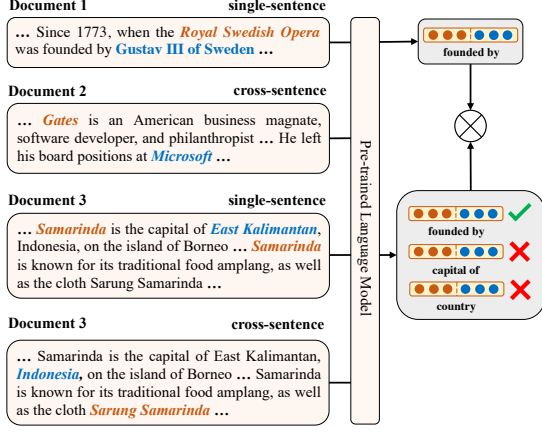 Document 1 single-sentence
... Since 1773, when the Royal Swedish Opera
was founded by Gustav III of Sweden ...
Document 2 cross-sentence
... Gates is an American business magnate,
software developer, and philanthropist ... He left
his board positions at Microsoft ...
Document 3 single-sentence
... Samarinda is the capital of East Kalimantan,
Indonesia, on the island of Borneo ... Samarinda
is known for its traditional food amplang, as well
as the cloth Sarung Samarinda ...
Document 3 cross-sentence
... Samarinda is the capital of East Kalimantan,
Indonesia, on the island of Borneo ... Samarinda
is known for its traditional food amplang, as well
as the cloth Sarung Samarinda ...
Pre-trained Language Model
founded by
founded by
capital of
country